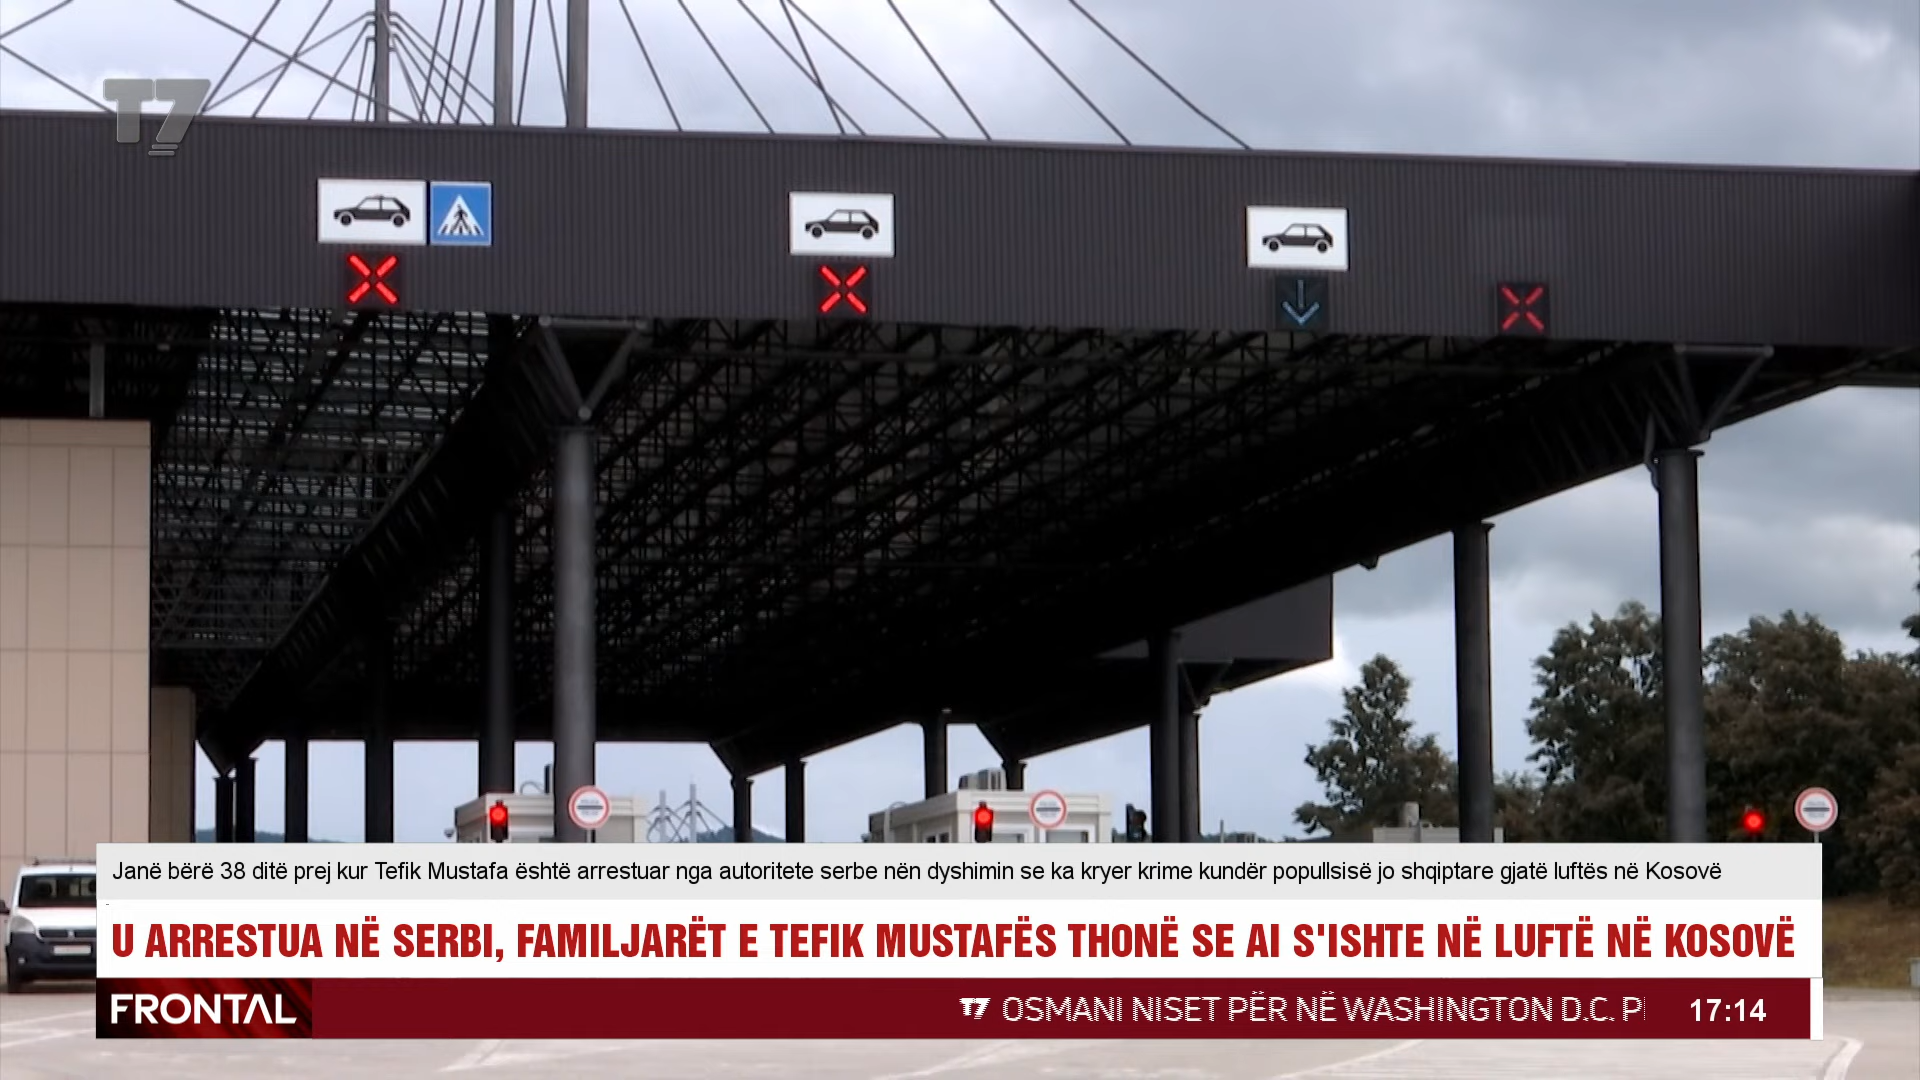 T7
Janë bërë 38 ditë prej kur Tefik Mustafa është arrestuar nga autoritete serbe nën dyshimin se ka kryer krime kundër popullsisë jo shqiptare gjatë luftës në Kosovë
U ARRESTUA NË SERBI, FAMILJARËT E TEFIK MUSTAFËS THONË SE AI S'ISHTE NË LUFTË NË KOSOVË
FRONTAL
T7 OSMANI NISET PËR NË WASHINGTON D.C. P
17:14